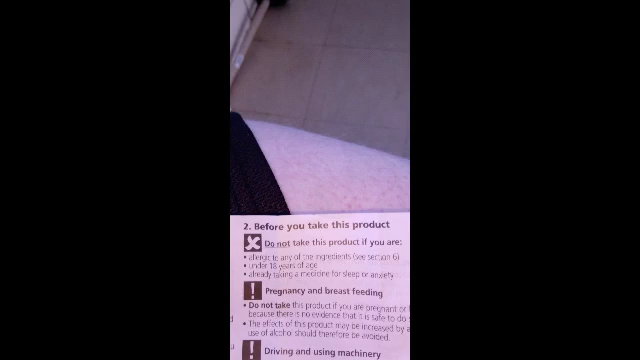 2. Before you take this product
Do not take this product if you are:
• allergic to any of the ingredients (see section 6)
• under 18 years of age
• already taking a medicine for sleep or anxiety
! Pregnancy and breast feeding
• Do not take this product if you are pregnant or
because there is no evidence that it is safe to do
• The effects of this product may be increased by a
use of alcohol should therefore be avoided.
! Driving and using machinery